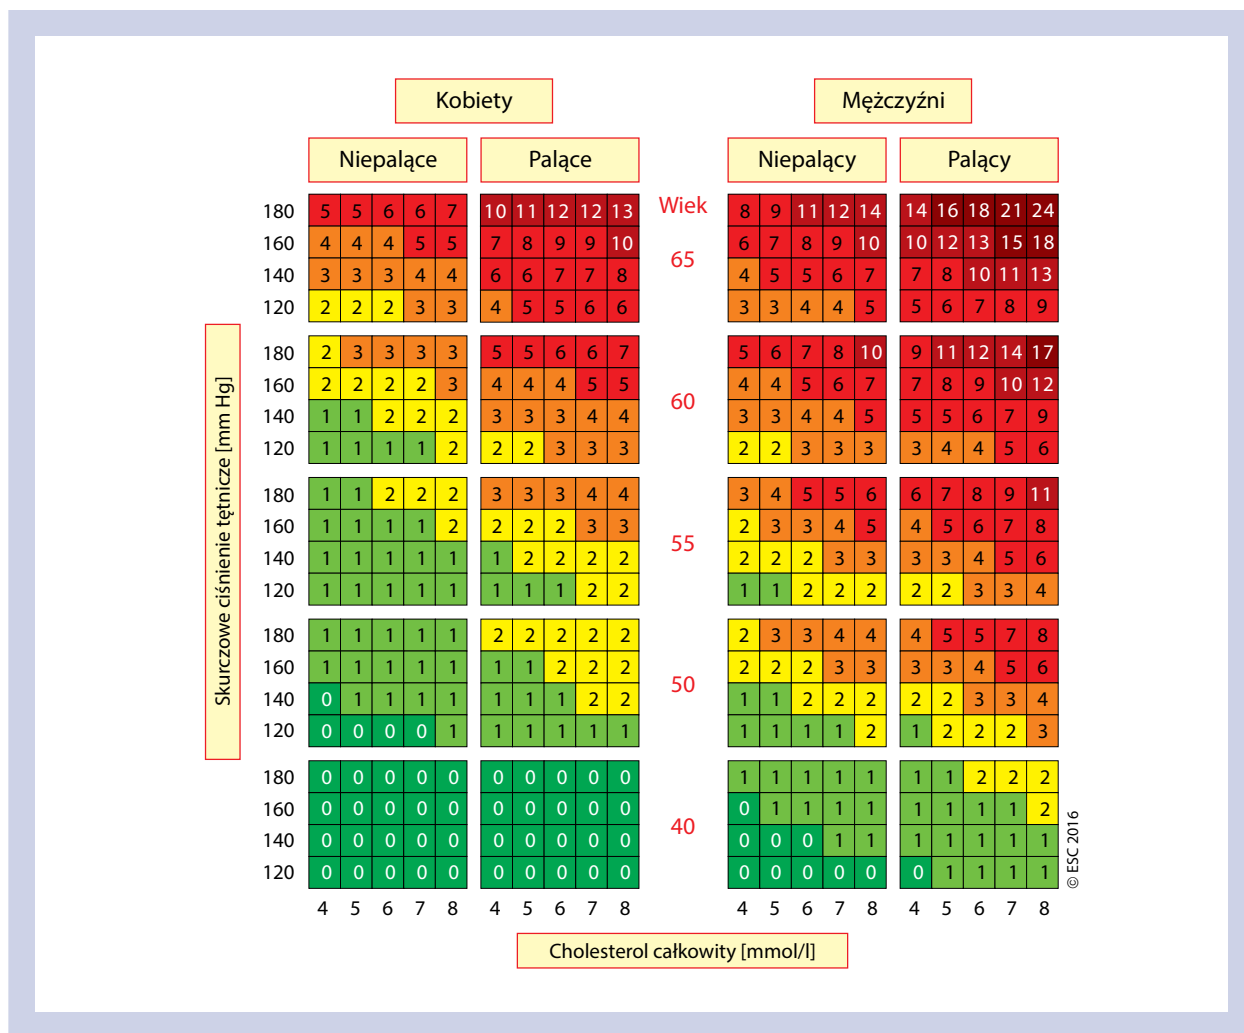 Kobiety Mężczyźni
Niepalące Palące Niepalący Palący
Wiek
180 5 5 6 6 7 10 11 12 12 13 8 9 11 12 14 14 16 18 21 24
160 4 4 4 5 5 7 8 9 9 10 6 7 8 9 10 10 12 13 15 18
65
140 3 3 3 4 4 6 6 7 7 8 4 5 5 6 7 7 8 10 11 13
120 2 2 2 3 3 4 5 5 6 6 3 3 4 4 5 5 6 7 8 9
180 2 3 3 3 3 5 5 6 6 7 5 6 7 8 10 9 11 12 14 17
160 2 2 2 2 3 4 4 4 5 5 4 4 5 6 7 7 8 9 10 12
60
140 1 1 2 2 2 3 3 3 4 4 3 3 4 4 5 5 5 6 7 9
120 1 1 1 1 2 2 2 3 3 3 2 2 3 3 3 3 4 4 5 6
180 1 1 2 2 2 3 3 3 4 4 3 4 5 5 6 6 7 8 9 11
160 1 1 1 1 2 2 2 2 3 3 2 3 3 4 5 4 5 6 7 8
55
140 1 1 1 1 1 1 2 2 2 2 2 2 2 3 3 3 3 4 5 6
120 1 1 1 1 1 1 1 1 2 2 1 1 2 2 2 2 2 3 3 4
180 1 1 1 1 1 2 2 2 2 2 2 3 3 4 4 4 5 5 7 8
160 1 1 1 1 1 1 1 2 2 2 2 2 2 3 3 3 3 4 5 6
50
140 0 1 1 1 1 1 1 1 2 2 1 1 2 2 2 2 2 3 3 4
120 0 0 0 0 1 1 1 1 1 1 1 1 1 1 2 1 2 2 2 3
180 0 0 0 0 0 0 0 0 0 0 1 1 1 1 1 1 1 2 2 2
160 0 0 0 0 0 0 0 0 0 0 0 1 1 1 1 1 1 1 1 2
40
140 0 0 0 0 0 0 0 0 0 0 0 0 0 1 1 1 1 1 1 1
120 0 0 0 0 0 0 0 0 0 0 0 0 0 0 0 0 1 1 1 1
4 5 6 7 8 4 5 6 7 8 4 5 6 7 8 4 5 6 7 8
Skurczowe ciśnienie tętnicze [mm Hg]
Cholesterol całkowity [mmol/l]
© ESC 2016